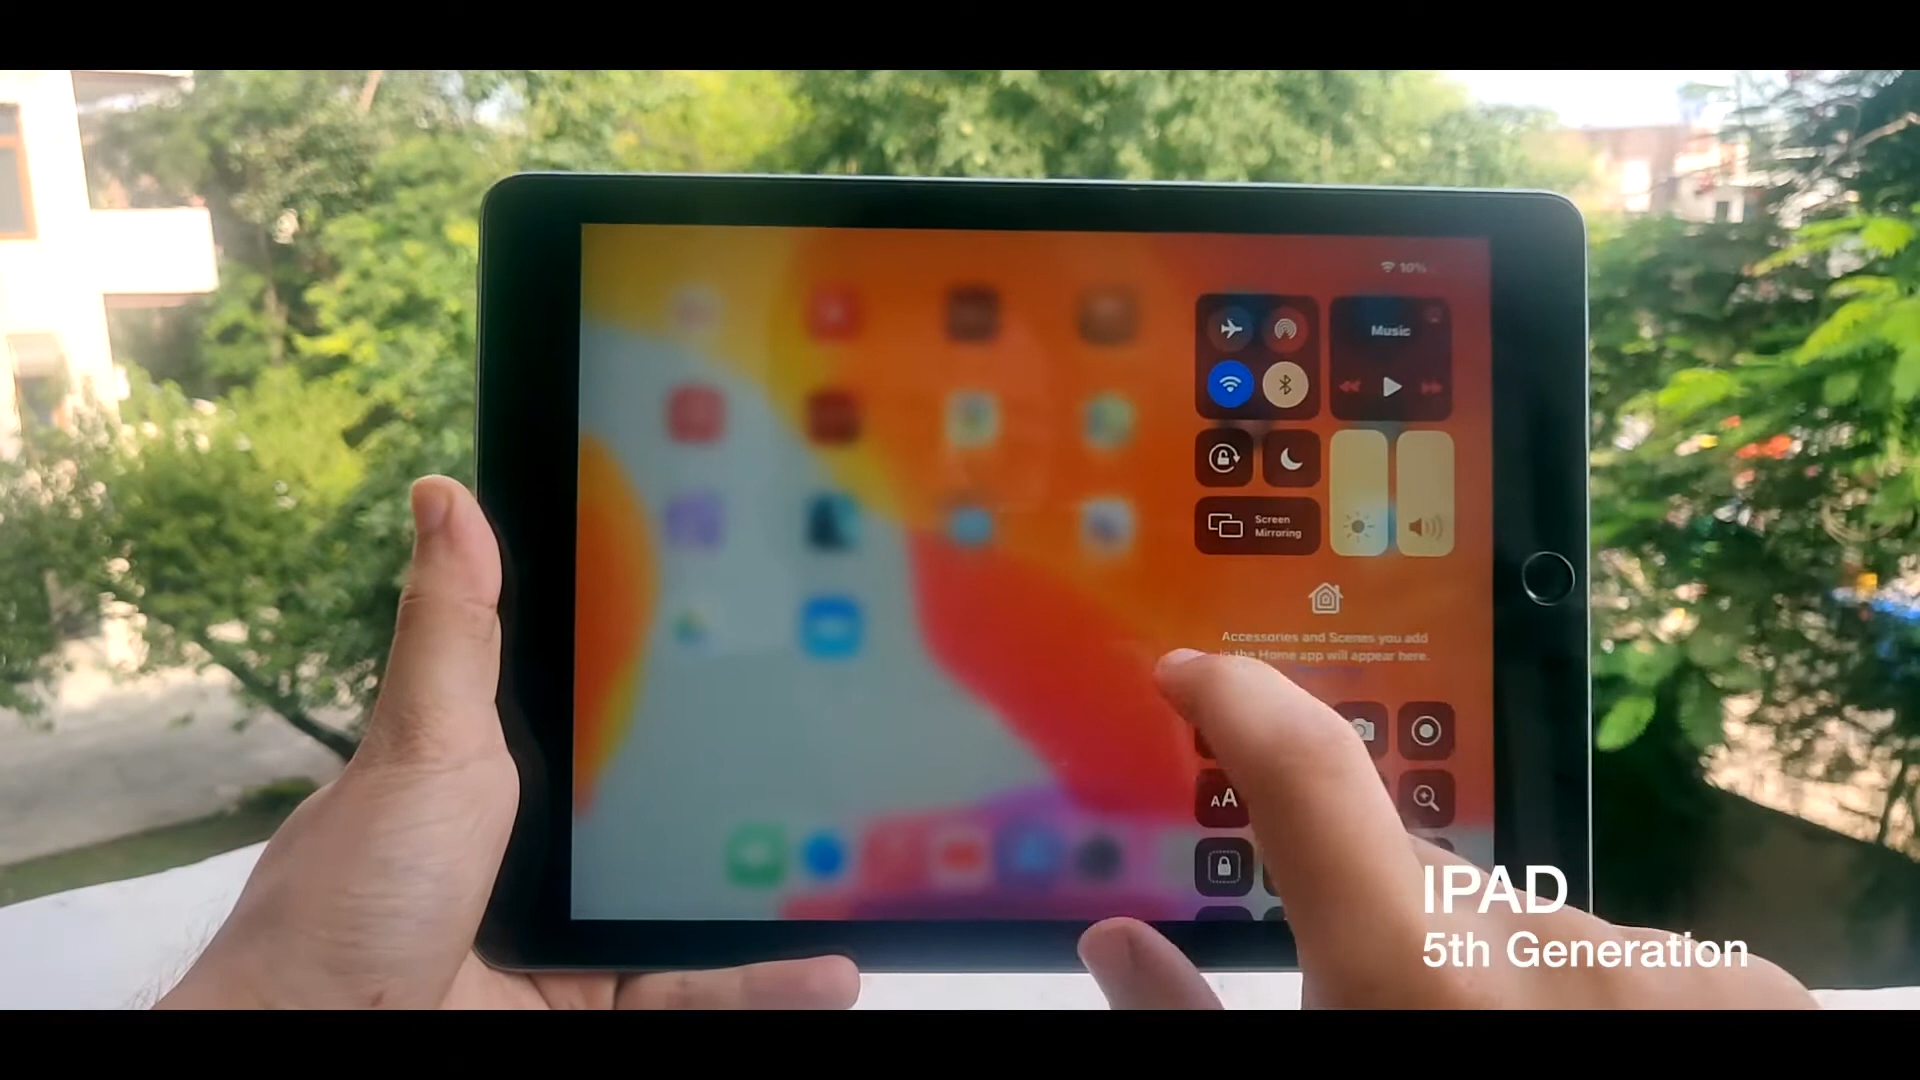 10%
Music
Screen
Mirroring
Accessories and Scenes you add
in the Home app will appear here.
AA
IPAD
5th Generation